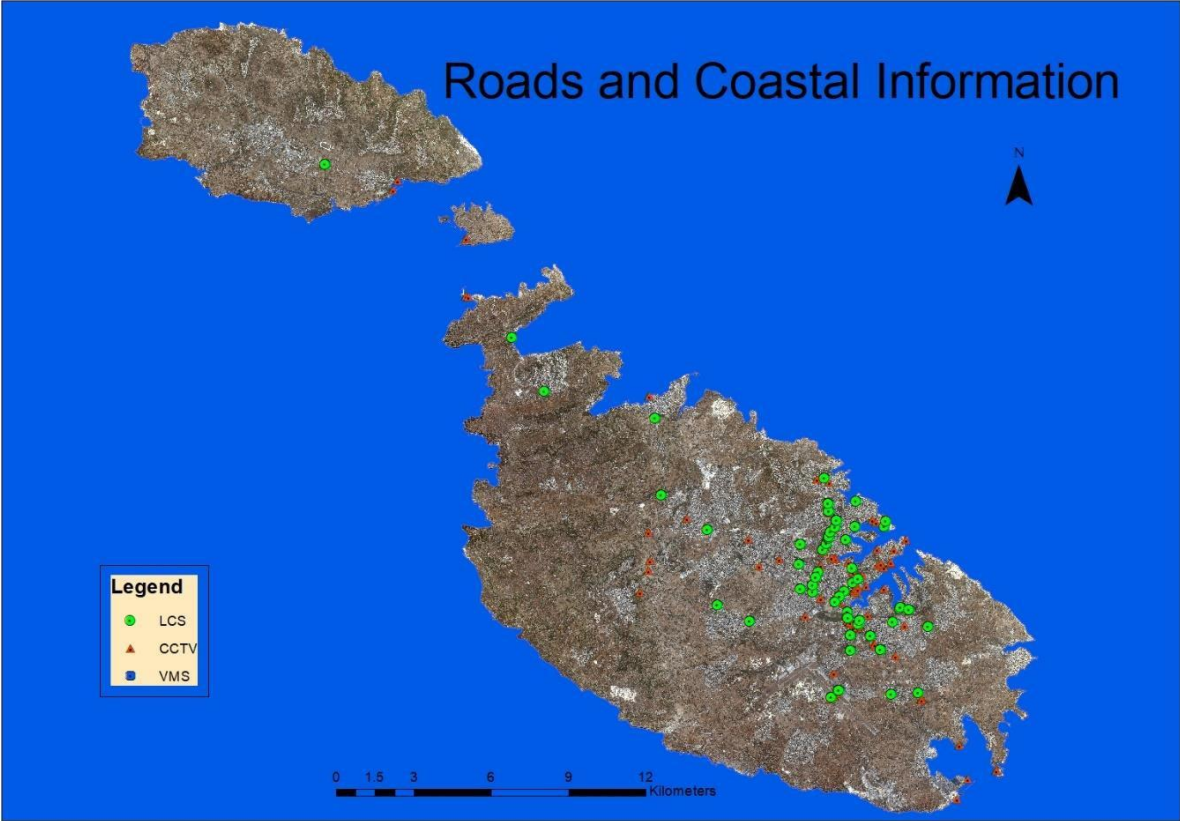 Roads and Coastal Information
N
Legend
LCS
CCTV
VMS
0 1.5 3 6 9 12
Kilometers